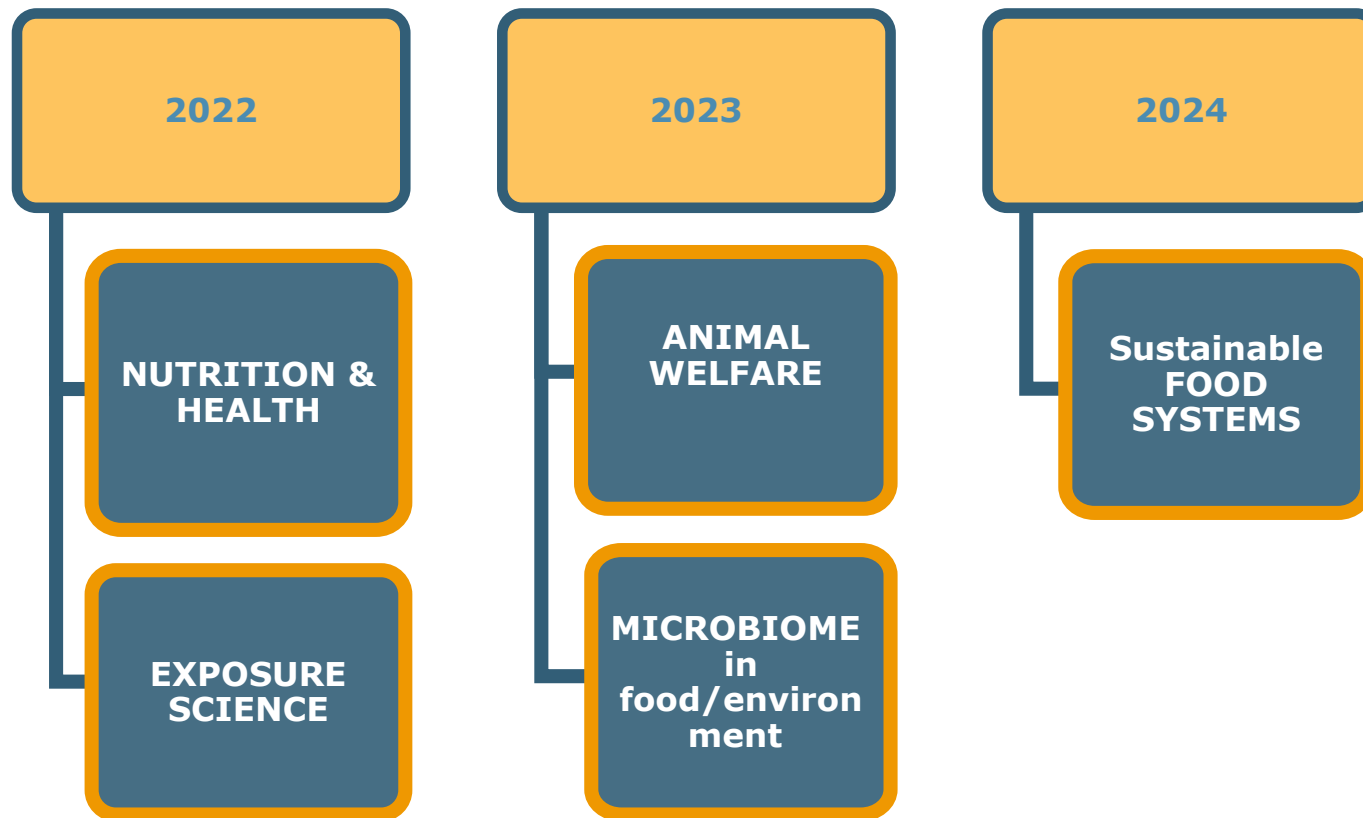 2022
NUTRITION &
HEALTH
EXPOSURE
SCIENCE
2023
ANIMAL
WELFARE
MICROBIOME
in
food/environ
ment
2024
Sustainable
FOOD
SYSTEMS